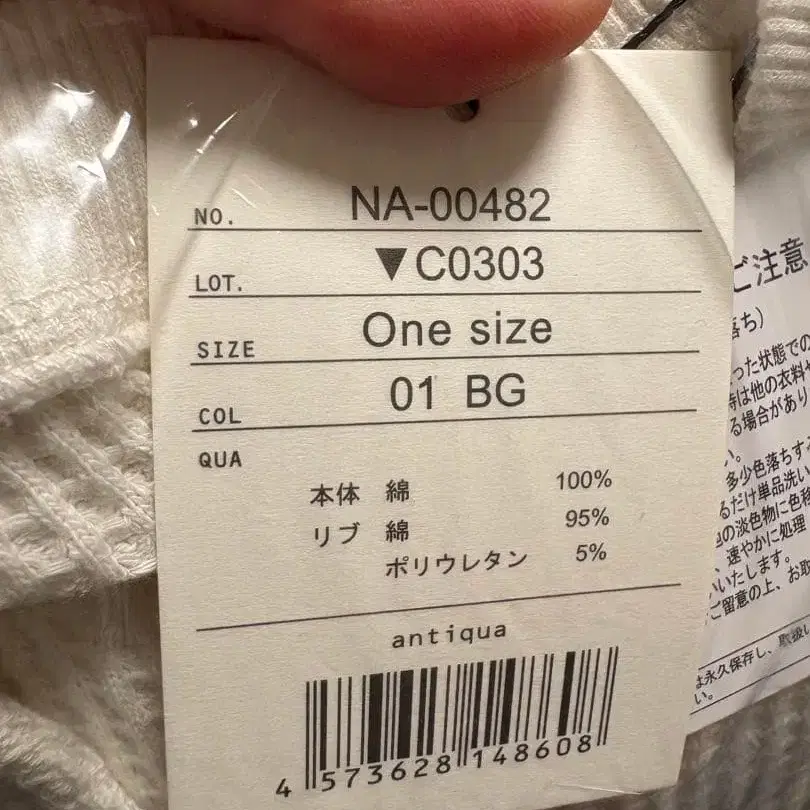 NO. NA-00482
LOT. ▼C0303
SIZE One size
COL 01 BG
QUA
本体 綿 100%
リブ 綿 95%
ポリウレタン 5%
antiqua
4 573628 148608
ご注意
落ち)
った状態での
時は他の衣料
る場合があり
い。
多少色落ちす
るだけ単品洗い
の淡色物に色移
、速やかに処理
いいたします。
ご留意の上、お取
は永久保存し、取扱い
い。